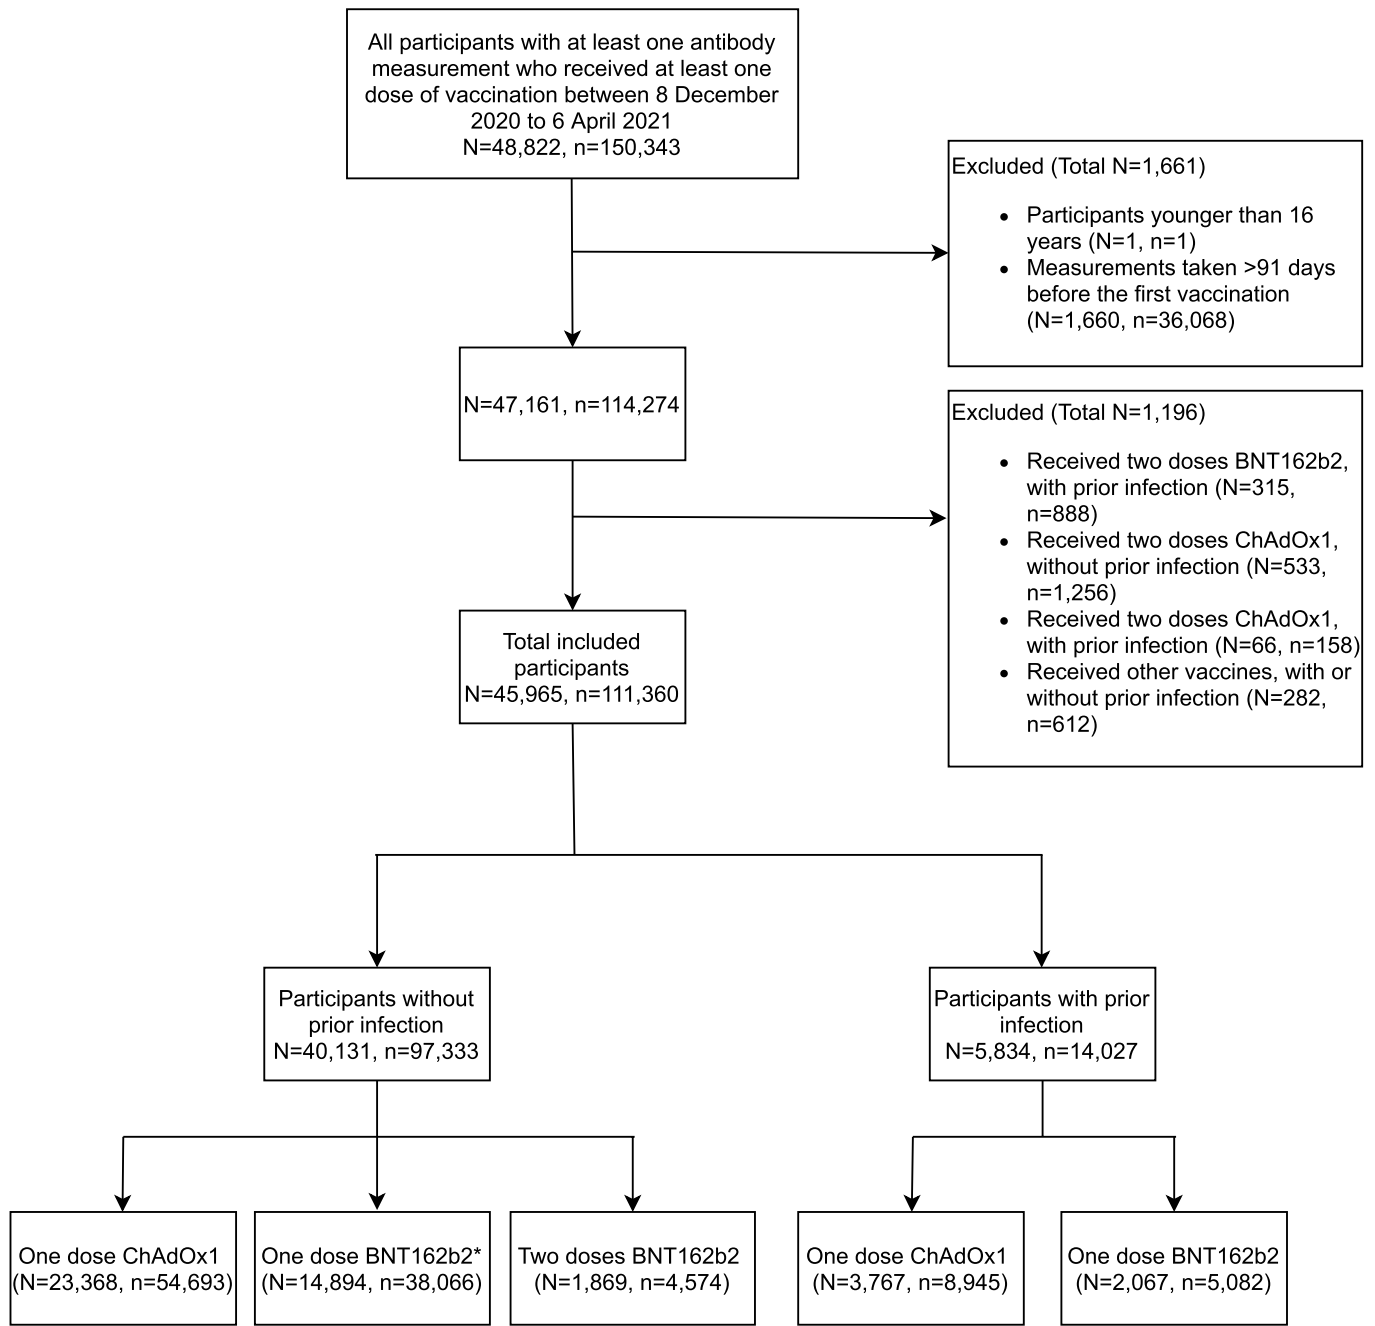 All participants with at least one antibody
measurement who received at least one
dose of vaccination between 8 December
2020 to 6 April 2021
N=48,822, n=150,343
Excluded (Total N=1,661)
• Participants younger than 16
years (N=1, n=1)
• Measurements taken >91 days
before the first vaccination
(N=1,660, n=36,068)
N=47,161, n=114,274
Excluded (Total N=1,196)
• Received two doses BNT162b2,
with prior infection (N=315,
n=888)
• Received two doses ChAdOx1,
without prior infection (N=533,
n=1,256)
• Received two doses ChAdOx1,
with prior infection (N=66, n=158)
• Received other vaccines, with or
without prior infection (N=282,
n=612)
Total included
participants
N=45,965, n=111,360
Participants without
prior infection
N=40,131, n=97,333
Participants with prior
infection
N=5,834, n=14,027
One dose ChAdOx1
(N=23,368, n=54,693)
One dose BNT162b2*
(N=14,894, n=38,066)
Two doses BNT162b2
(N=1,869, n=4,574)
One dose ChAdOx1
(N=3,767, n=8,945)
One dose BNT162b2
(N=2,067, n=5,082)